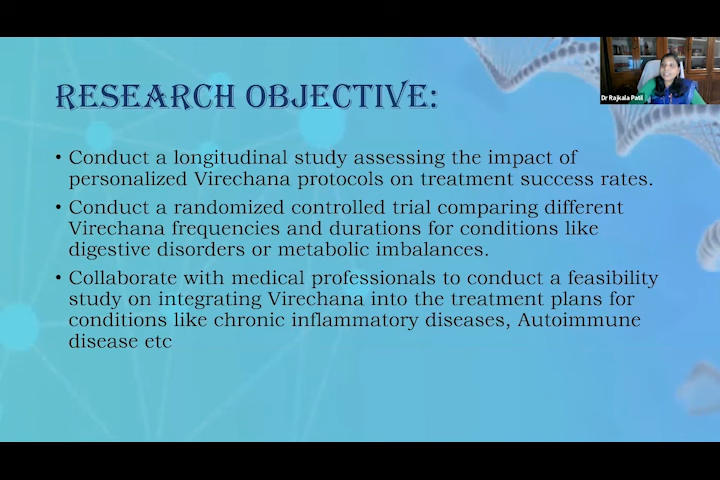 RESEARCH OBJECTIVE:
Dr Rajkala Patil
• Conduct a longitudinal study assessing the impact of
personalized Virechana protocols on treatment success rates.
• Conduct a randomized controlled trial comparing different
Virechana frequencies and durations for conditions like
digestive disorders or metabolic imbalances.
• Collaborate with medical professionals to conduct a feasibility
study on integrating Virechana into the treatment plans for
conditions like chronic inflammatory diseases, Autoimmune
disease etc